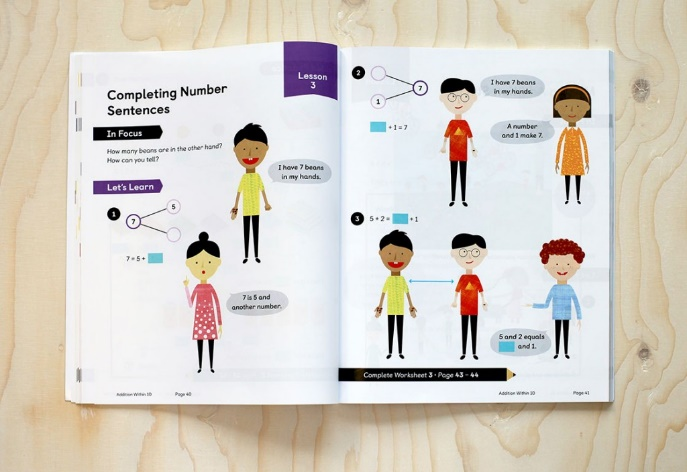 Lesson
3
Completing Number
Sentences
In Focus
How many beans are in the other hand?
How can you tell?
I have 7 beans
in my hands.
Let's Learn
1
5
7
7 = 5 +
7 is 5 and
another number.
Addition Within 10
Page 40
2
7
1
+ 1 = 7
I have 7 beans
in my hands.
A number
and 1 make 7.
3
5 + 2 = + 1
5 and 2 equals
and 1.
Complete Worksheet 3 • Page 43 - 44
Addition Within 10
Page 41